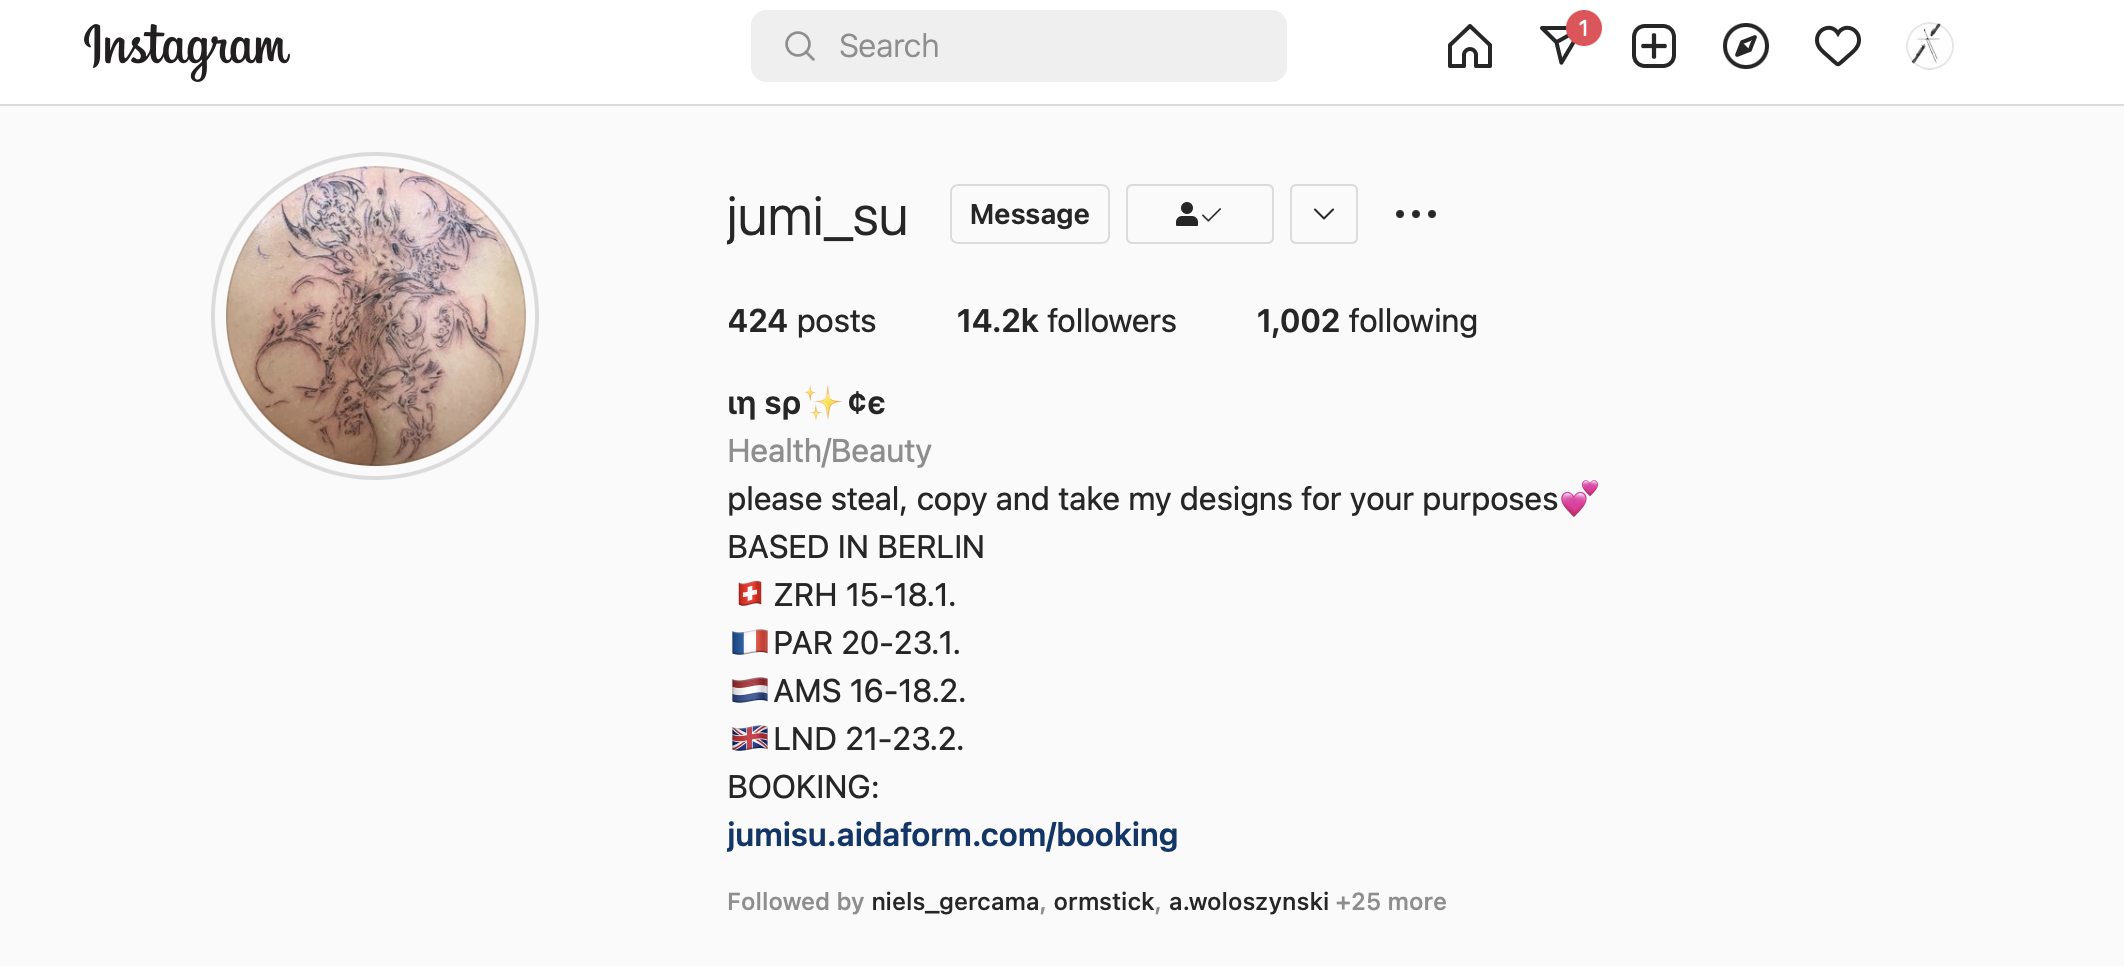 Instagram
Search
1
jumi_su
Message
424 posts
14.2k followers
1,002 following
ιη sρ✨¢є
Health/Beauty
please steal, copy and take my designs for your purposes💕
BASED IN BERLIN
🇨🇭 ZRH 15-18.1.
🇫🇷PAR 20-23.1.
🇳🇱AMS 16-18.2.
🇬🇧LND 21-23.2.
BOOKING:
jumisu.aidaform.com/booking
Followed by niels_gercama, ormstick, a.woloszynski +25 more